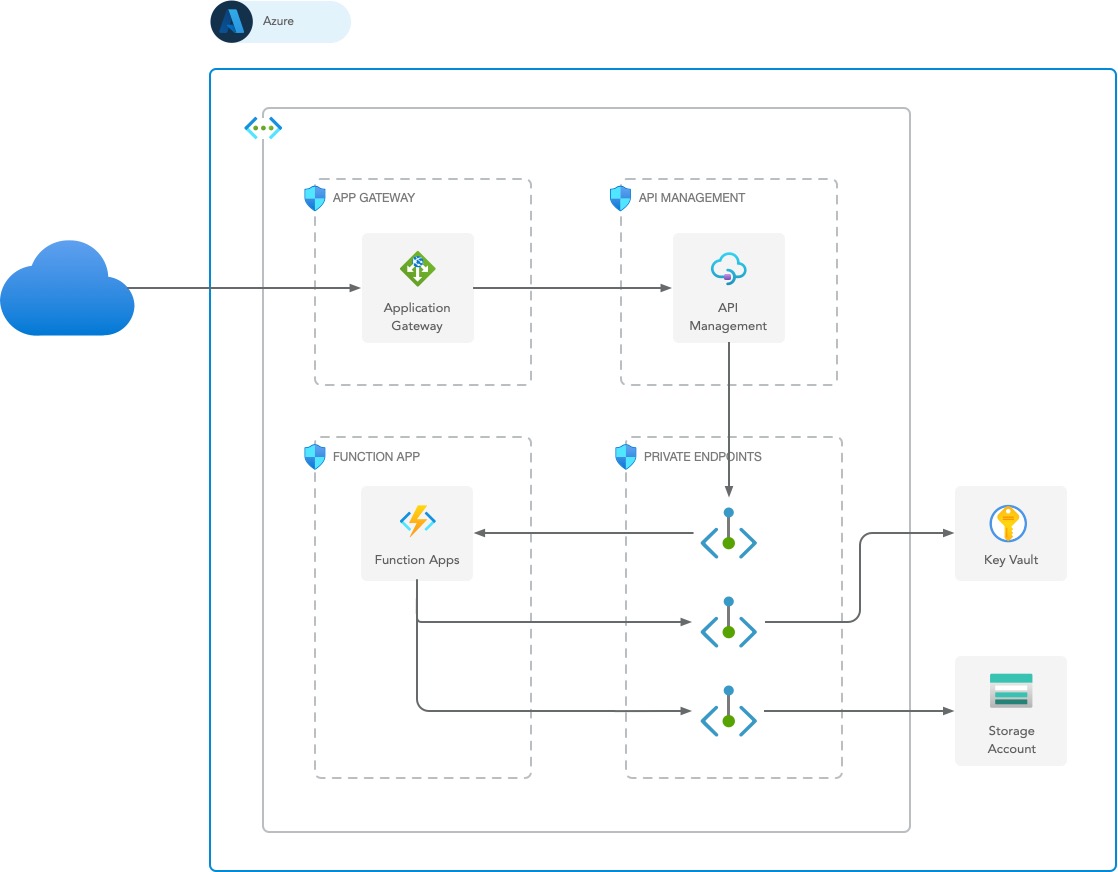 Azure
APP GATEWAY
API MANAGEMENT
Application
Gateway
API
Management
FUNCTION APP
PRIVATE ENDPOINTS
Function Apps
Key Vault
Storage
Account